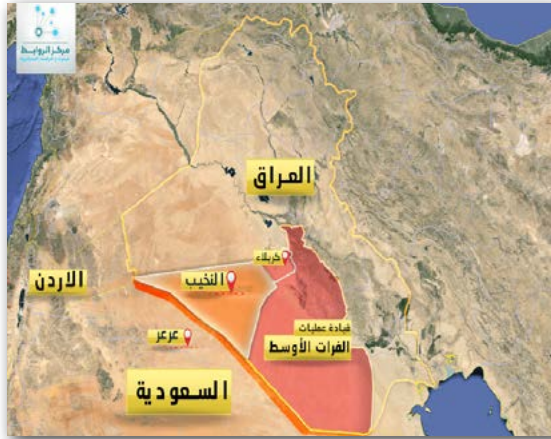 مركز الروابط
العراق
كربلاء
النخيب
الاردن
عرعر
قيادة عمليات
الفرات الأوسط
السعودية